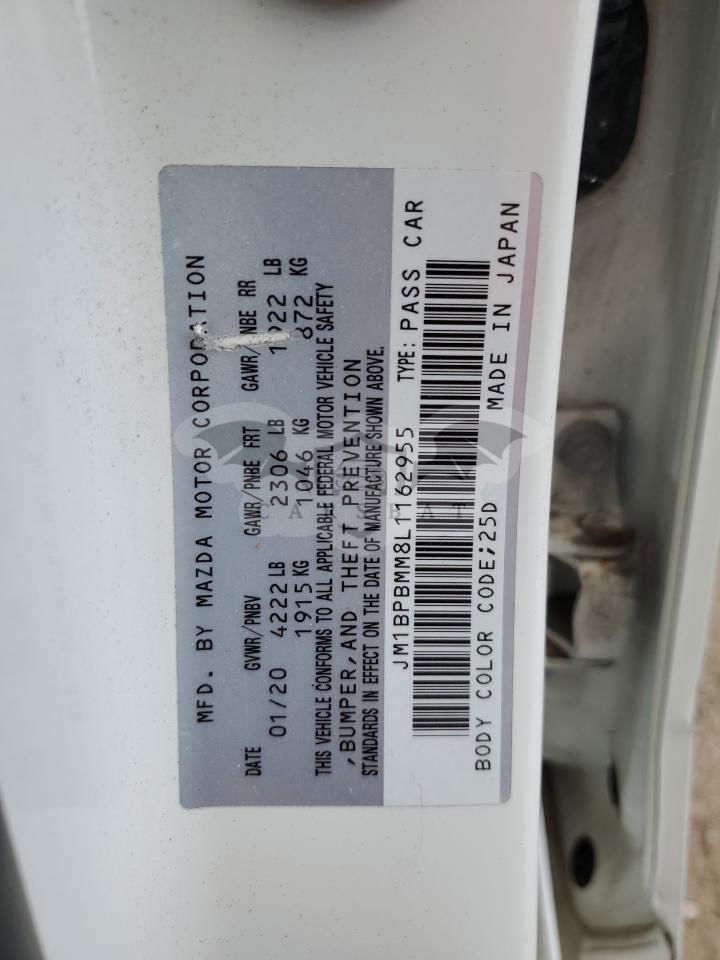 MFD. BY MAZDA MOTOR CORPORATION
DATE GVWR/PNBV GAWR/PNBE FRT GAWR/PNBE RR
01/20 4222 LB 2306 LB 1922 LB
1915 KG 1046 KG 872 KG
THIS VEHICLE CONFORMS TO ALL APPLICABLE FEDERAL MOTOR VEHICLE SAFETY
,BUMPER,AND THEFT PREVENTION
STANDARDS IN EFFECT ON THE DATE OF MANUFACTURE SHOWN ABOVE.
JM1BPBMM8L1162955 TYPE: PASS CAR
BODY COLOR CODE;25D MADE IN JAPAN